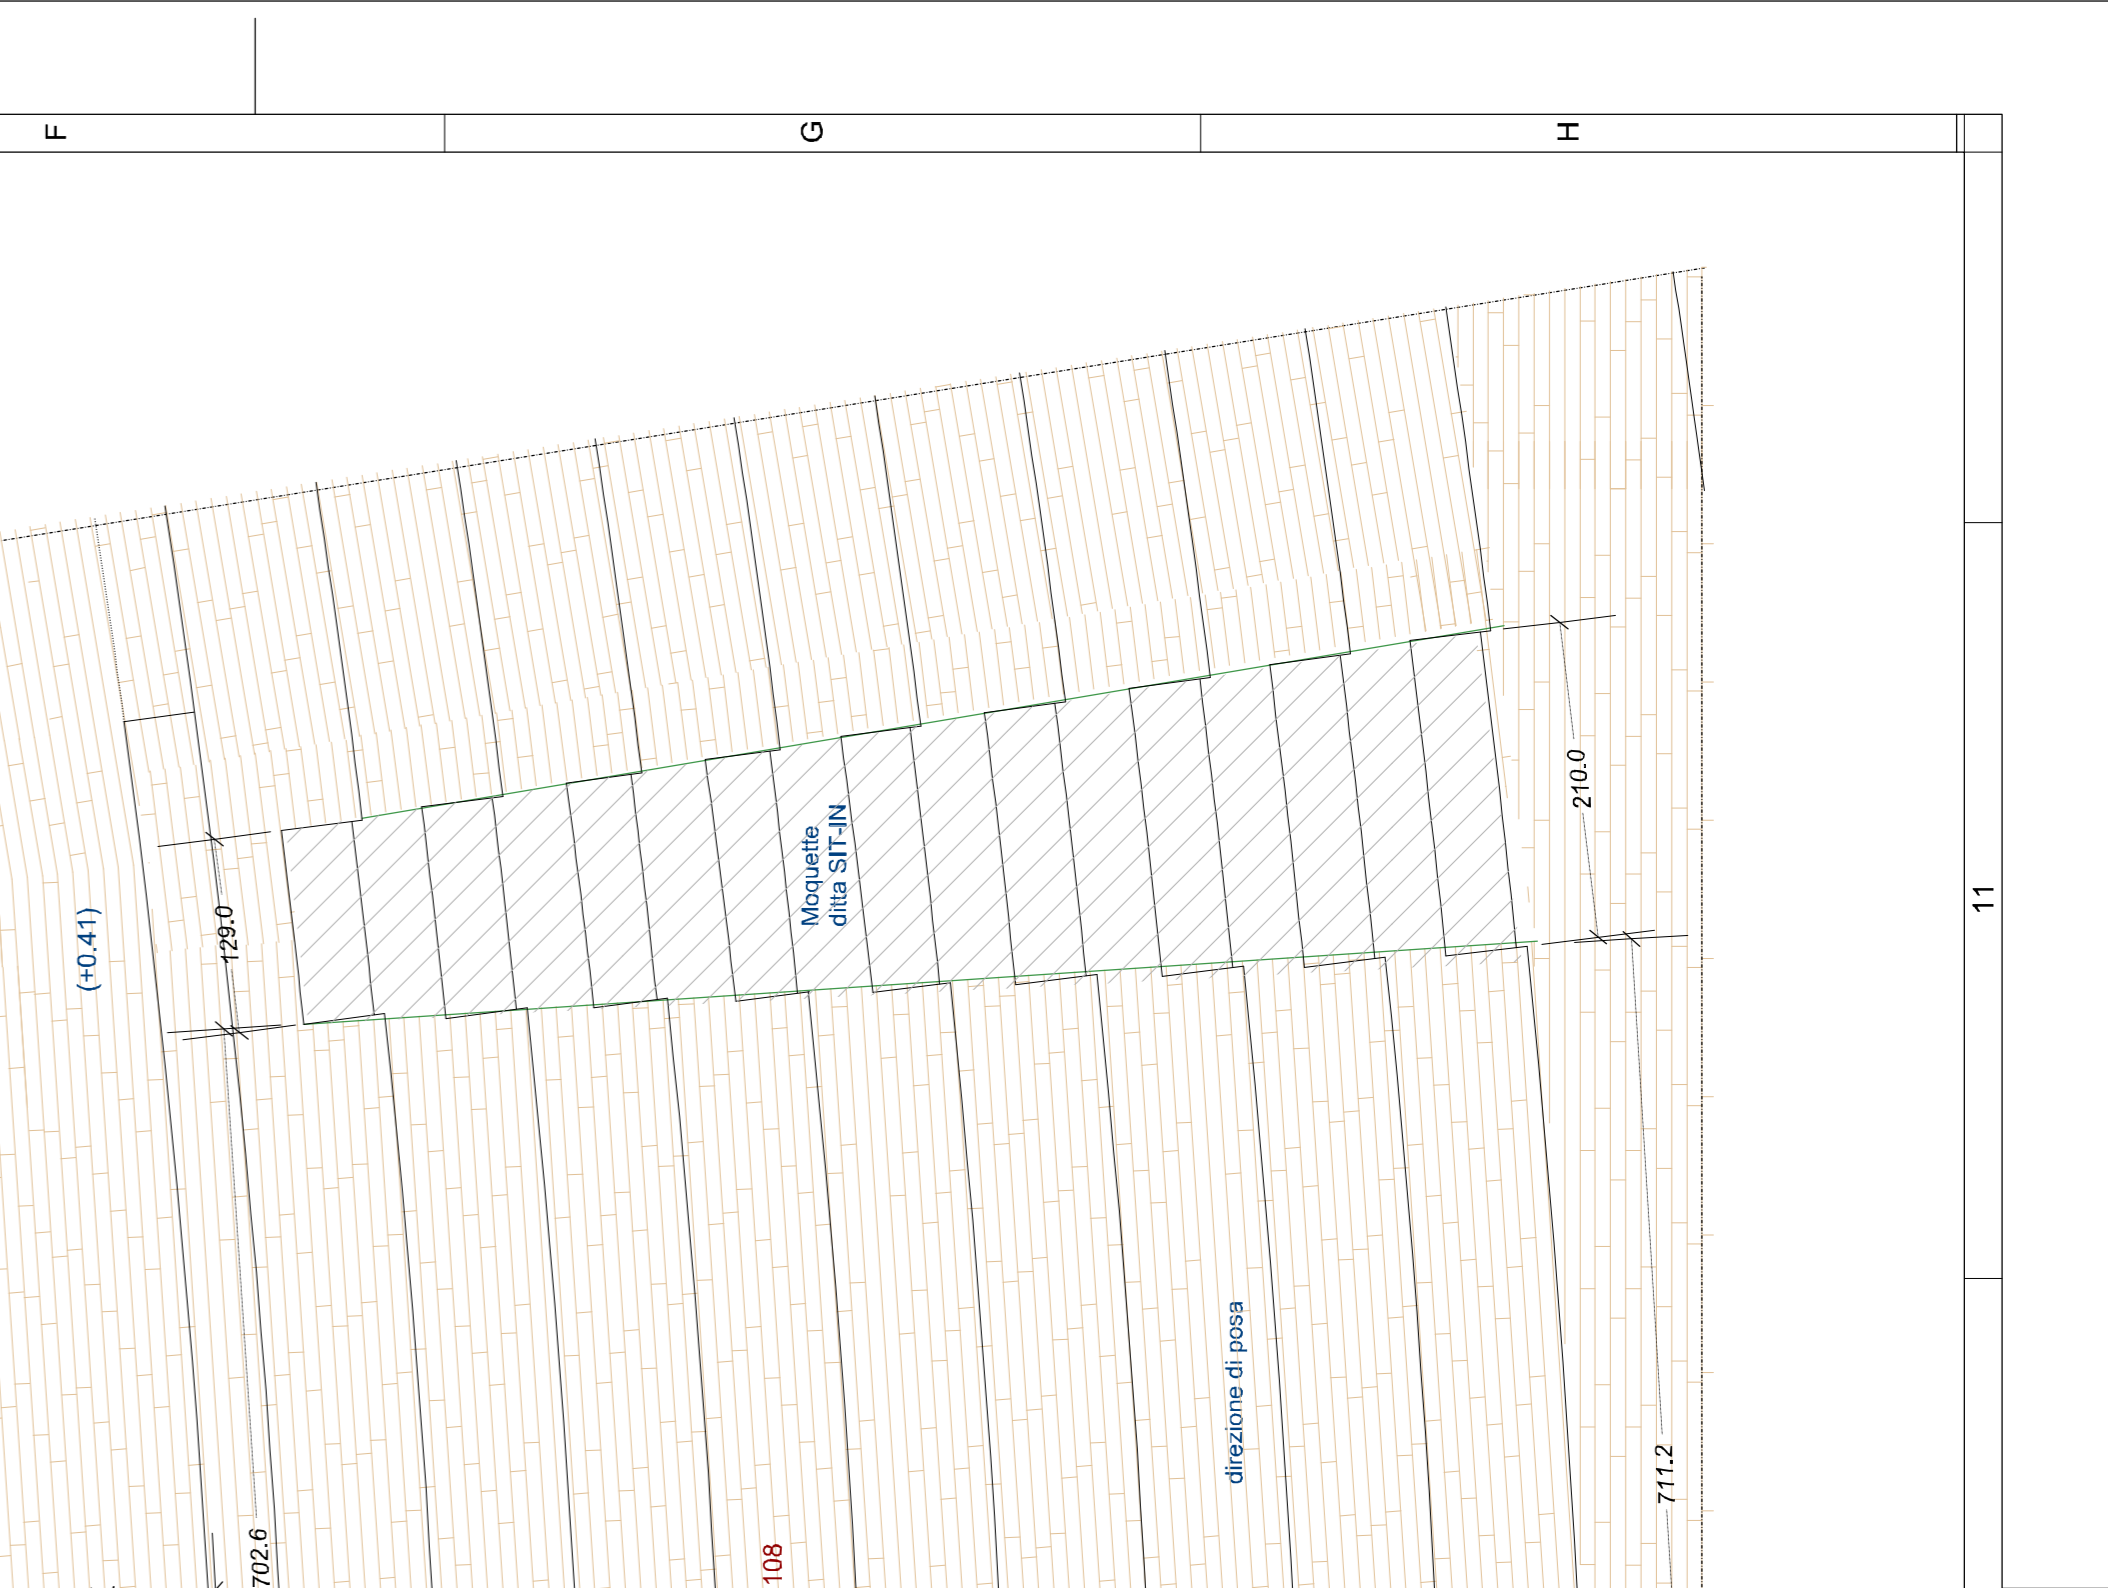 F
G
H
11
(+0.41)
129.0
702.6
Moquette
ditta SIT-IN
210.0
711.2
direzione di posa
108